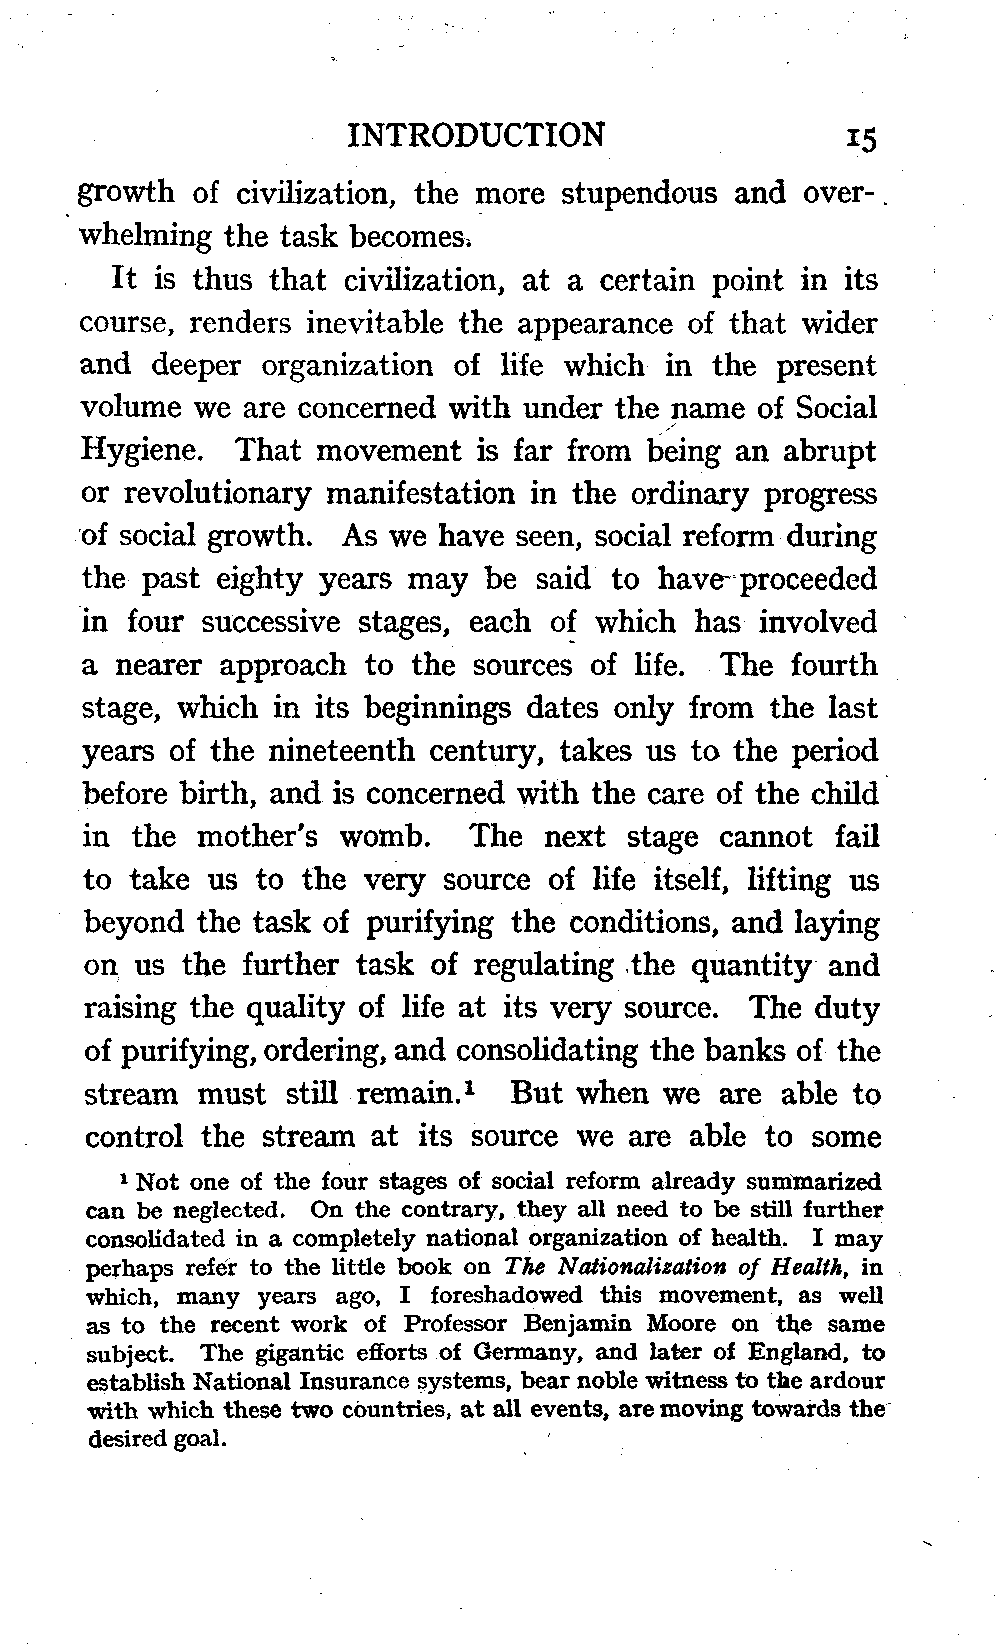 INTRODUCTION 15
growth of civilization, the more stupendous and over-
whelming the task becomes.
It is thus that civilization, at a certain point in its
course, renders inevitable the appearance of that wider
and deeper organization of life which in the present
volume we are concerned with under the name of Social
Hygiene. That movement is far from being an abrupt
or revolutionary manifestation in the ordinary progress
of social growth. As we have seen, social reform during
the past eighty years may be said to have proceeded
in four successive stages, each of which has involved
a nearer approach to the sources of life. The fourth
stage, which in its beginnings dates only from the last
years of the nineteenth century, takes us to the period
before birth, and is concerned with the care of the child
in the mother's womb. The next stage cannot fail
to take us to the very source of life itself, lifting us
beyond the task of purifying the conditions, and laying
on us the further task of regulating the quantity and
raising the quality of life at its very source. The duty
of purifying, ordering, and consolidating the banks of the
stream must still remain.¹ But when we are able to
control the stream at its source we are able to some
¹ Not one of the four stages of social reform already summarized
can be neglected. On the contrary, they all need to be still further
consolidated in a completely national organization of health. I may
perhaps refer to the little book on The Nationalization of Health, in
which, many years ago, I foreshadowed this movement, as well
as to the recent work of Professor Benjamin Moore on the same
subject. The gigantic efforts of Germany, and later of England, to
establish National Insurance systems, bear noble witness to the ardour
with which these two countries, at all events, are moving towards the
desired goal.